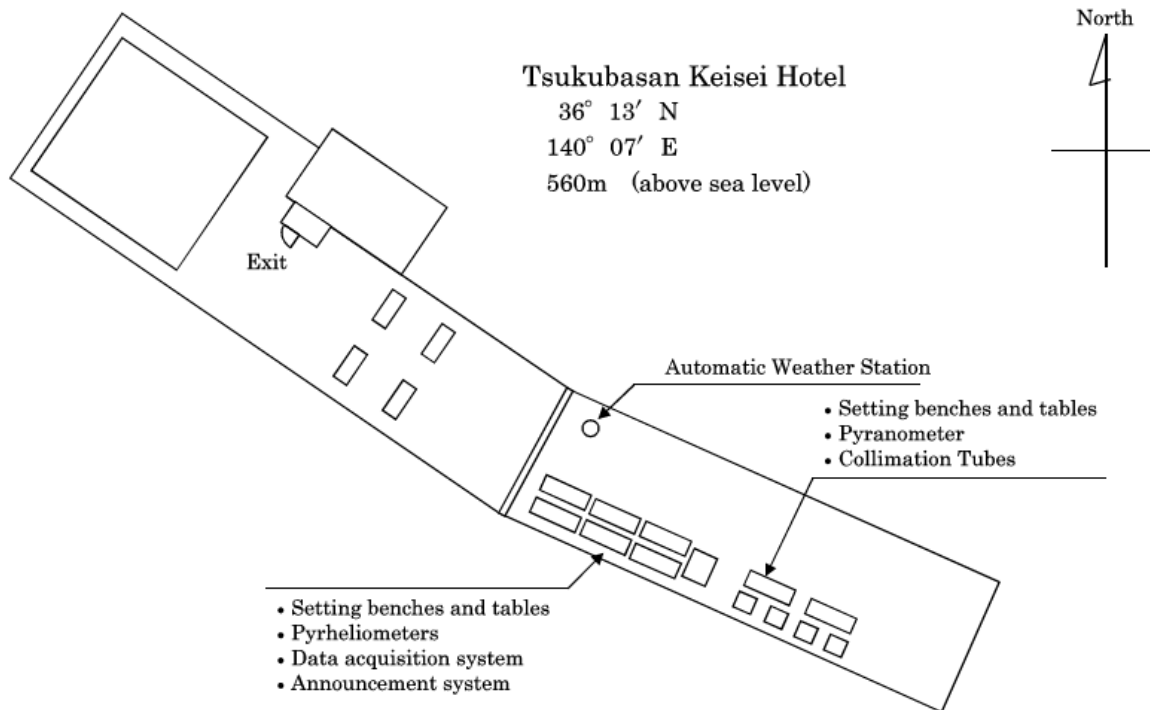 North
Tsukubasan Keisei Hotel
36° 13′ N
140° 07′ E
560m (above sea level)
Exit
Automatic Weather Station
• Setting benches and tables
• Pyranometer
• Collimation Tubes
• Setting benches and tables
• Pyrheliometers
• Data acquisition system
• Announcement system